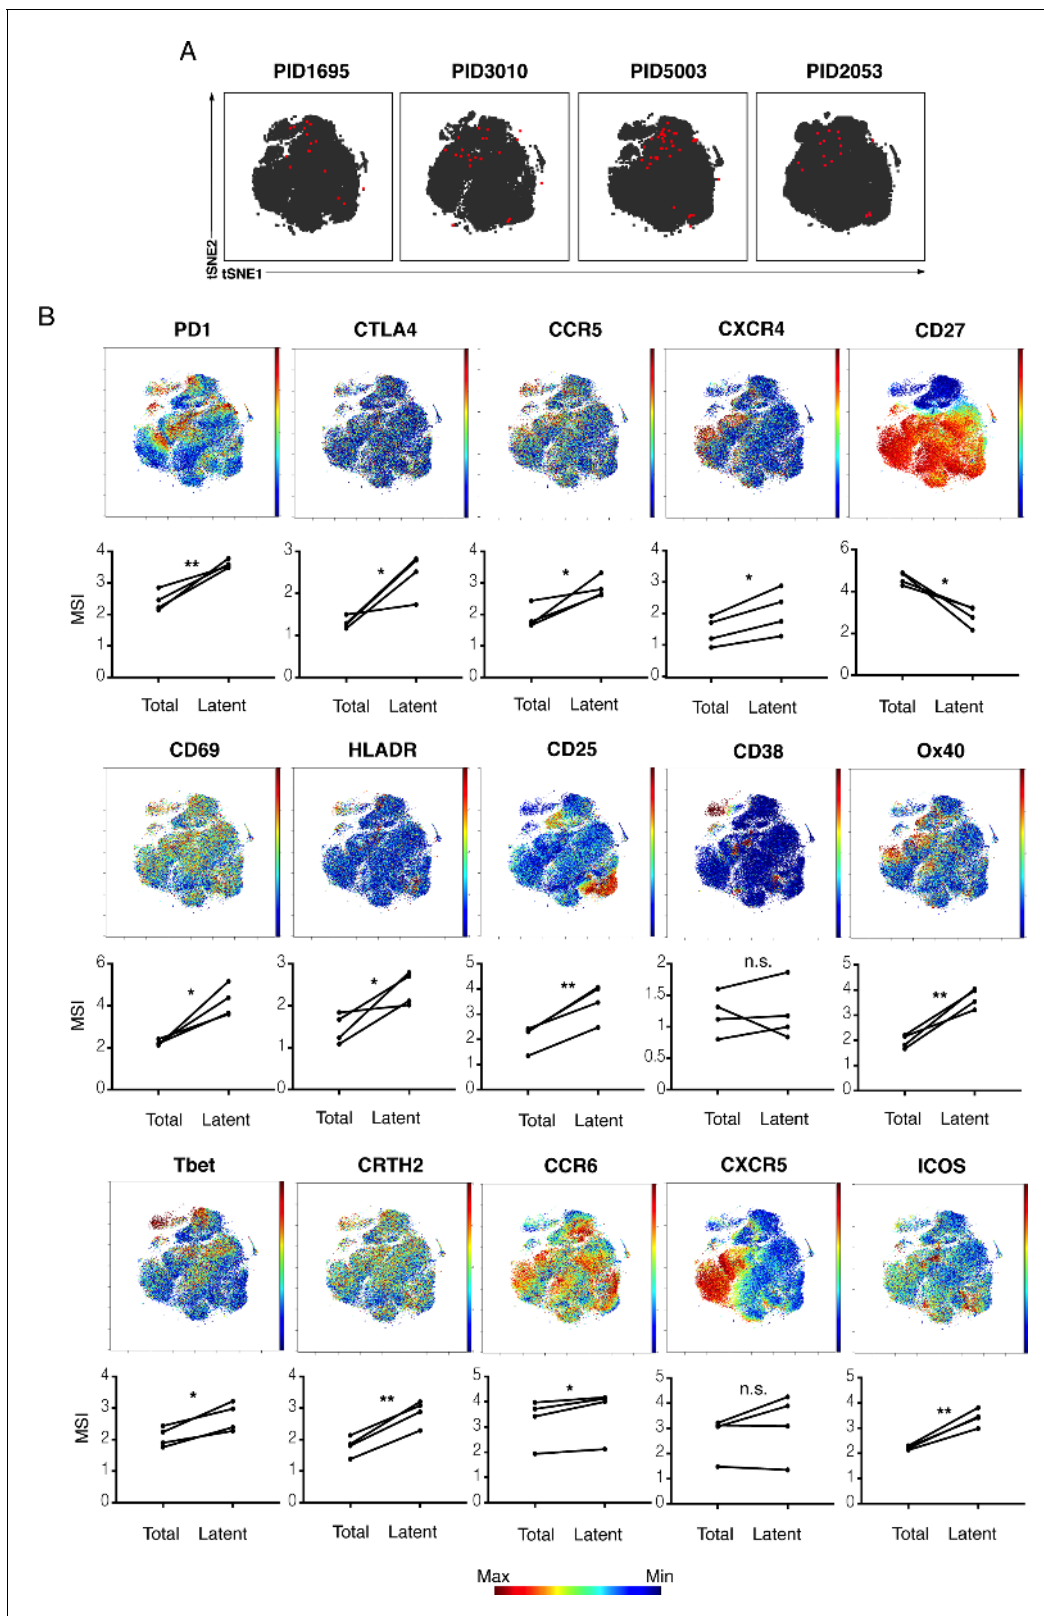 A
PID1695 PID3010 PID5003 PID2053
tSNE2
tSNE1
B
PD1 CTLA4 CCR5 CXCR4 CD27
MSI
4 3 2 1 0
**
3 2 1 0
*
4 3 2 1 0
*
4 3 2 1 0
*
6 4 2 0
*
Total Latent Total Latent Total Latent Total Latent Total Latent
CD69 HLADR CD25 CD38 Ox40
MSI
6 4 2 0
*
3 2 1 0
*
5 4 3 2 1 0
**
2 1.5 1 0.5 0
n.s.
5 4 3 2 1 0
**
Total Latent Total Latent Total Latent Total Latent Total Latent
Tbet CRTH2 CCR6 CXCR5 ICOS
MSI
4 3 2 1 0
*
4 3 2 1 0
**
5 4 3 2 1 0
*
5 4 3 2 1 0
n.s.
5 4 3 2 1 0
**
Total Latent Total Latent Total Latent Total Latent Total Latent
Max Min